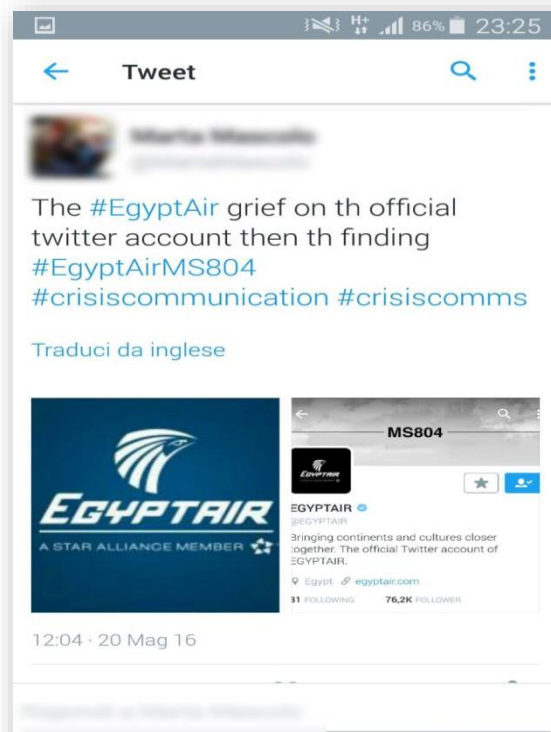 86% 23:25
Tweet
The #EgyptAir grief on th official
twitter account then th finding
#EgyptAirMS804
#crisiscommunication #crisiscomms
Traduci da inglese
EGYPTAIR
A STAR ALLIANCE MEMBER
MS804
EGYPTAIR
EGYPTAIR
@EGYPTAIR
Bringing continents and cultures closer
together. The official Twitter account of
EGYPTAIR.
Egypt egyptair.com
31 FOLLOWING 76,2K FOLLOWER
12:04 · 20 Mag 16